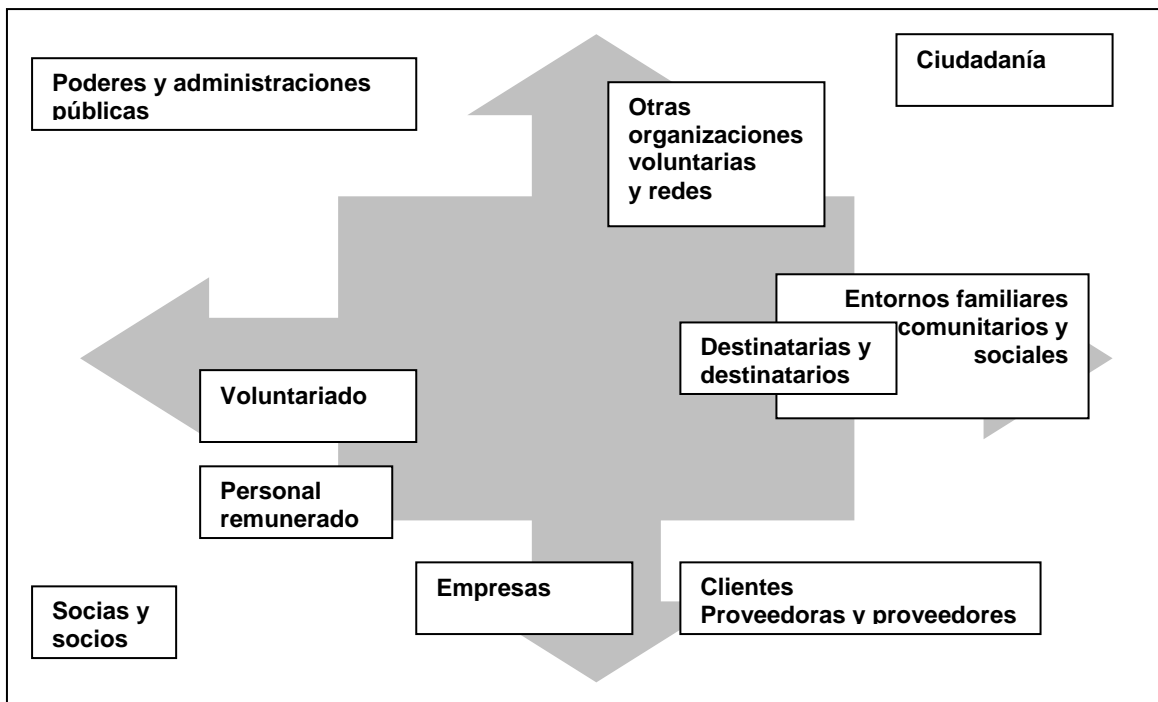 Poderes y administraciones
públicas
Ciudadanía
Otras
organizaciones
voluntarias
y redes
Entornos familiares
comunitarios y
sociales
Destinatarias y
destinatarios
Voluntariado
Personal
remunerado
Empresas
Clientes
Proveedoras y proveedores
Socias y
socios